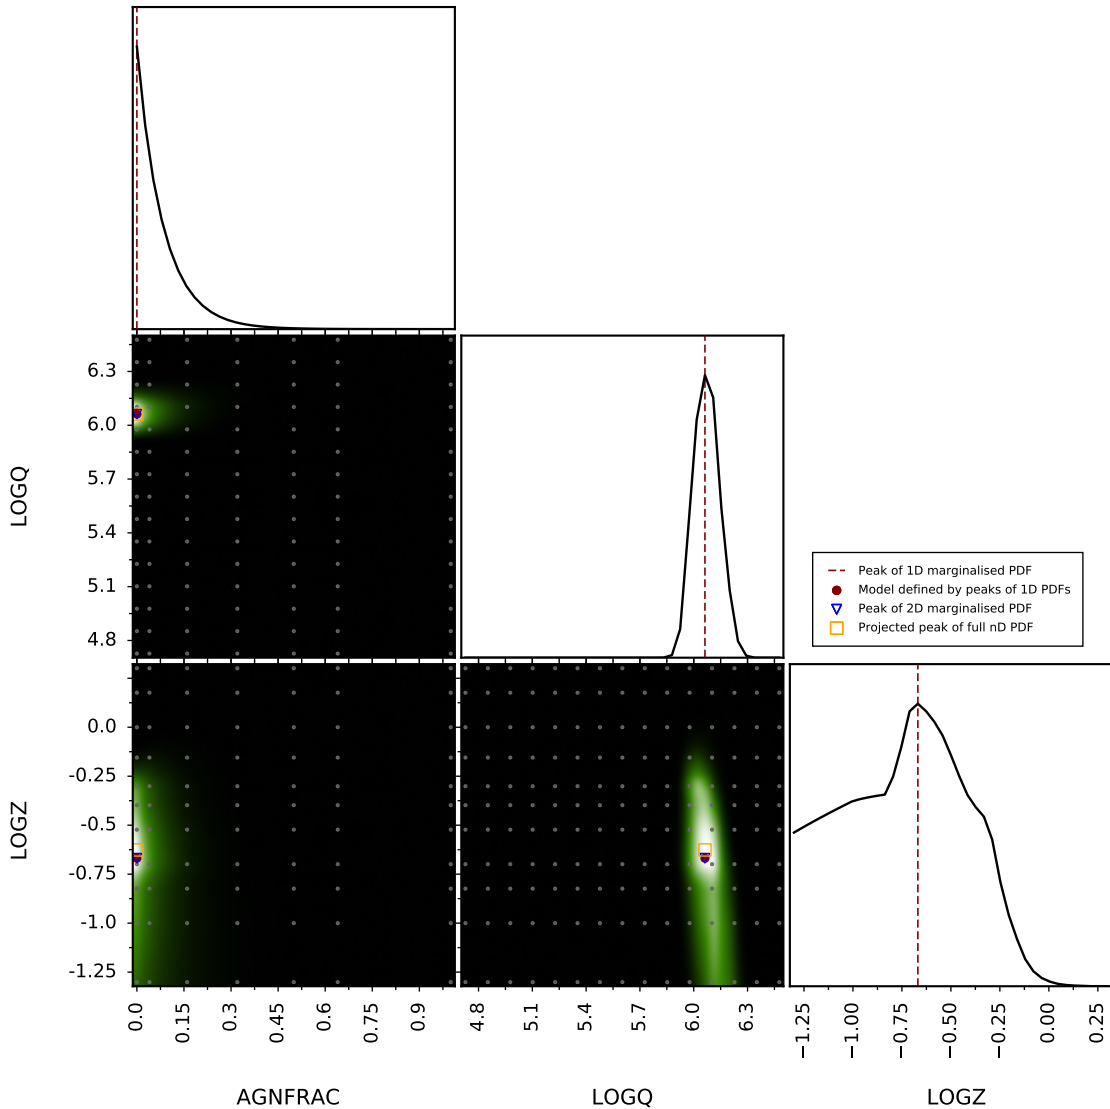 6.3
6.0
5.7
5.4
5.1
4.8
LOGQ
Peak of 1D marginalised PDF
Model defined by peaks of 1D PDFs
Peak of 2D marginalised PDF
Projected peak of full nD PDF
0.0
-0.25
-0.5
-0.75
-1.0
-1.25
LOGZ
0.0 0.15 0.3 0.45 0.6 0.75 0.9
4.8 5.1 5.4 5.7 6.0 6.3
−1.25 −1.00 −0.75 −0.50 −0.25 0.00 0.25
AGNFRAC LOGQ LOGZ